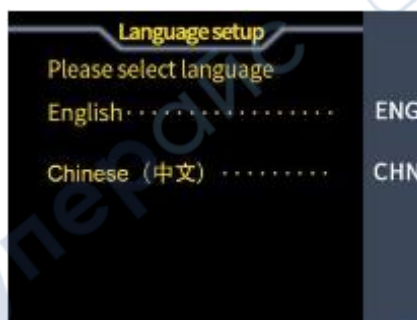 Language setup
Please select language
English·················· ENG
Chinese（中文）········· CHN